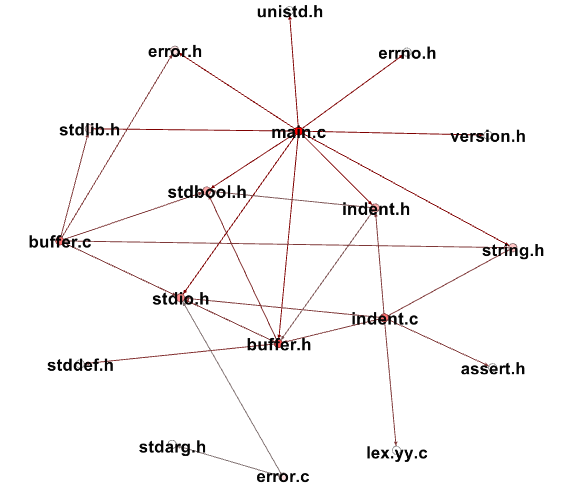 unistd.h
error.h
errno.h
stdlib.h
main.c
version.h
stdbool.h
indent.h
buffer.c
string.h
stdio.h
indent.c
buffer.h
stddef.h
assert.h
stdarg.h
lex.yy.c
error.c